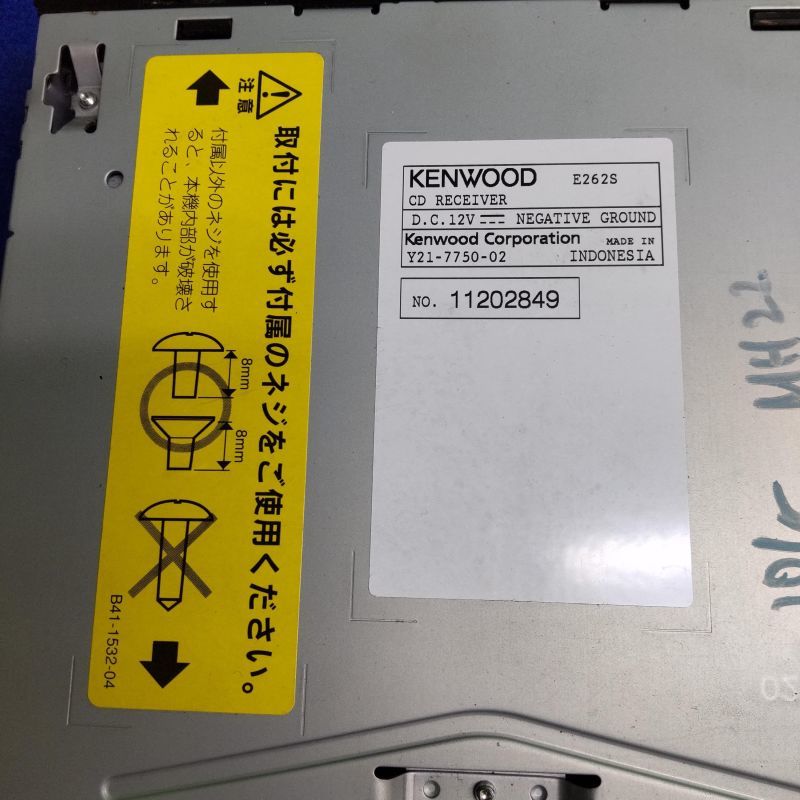 注意
取付には必ず付属のネジをご使用ください。
付属以外のネジを使用す
ると、本機内部が破壊さ
れることがあります。
8mm
8mm
B41-1532-04
KENWOOD E262S
CD RECEIVER
D.C.12V NEGATIVE GROUND
Kenwood Corporation MADE IN
Y21-7750-02 INDONESIA
NO. 11202849
MH22
10/5